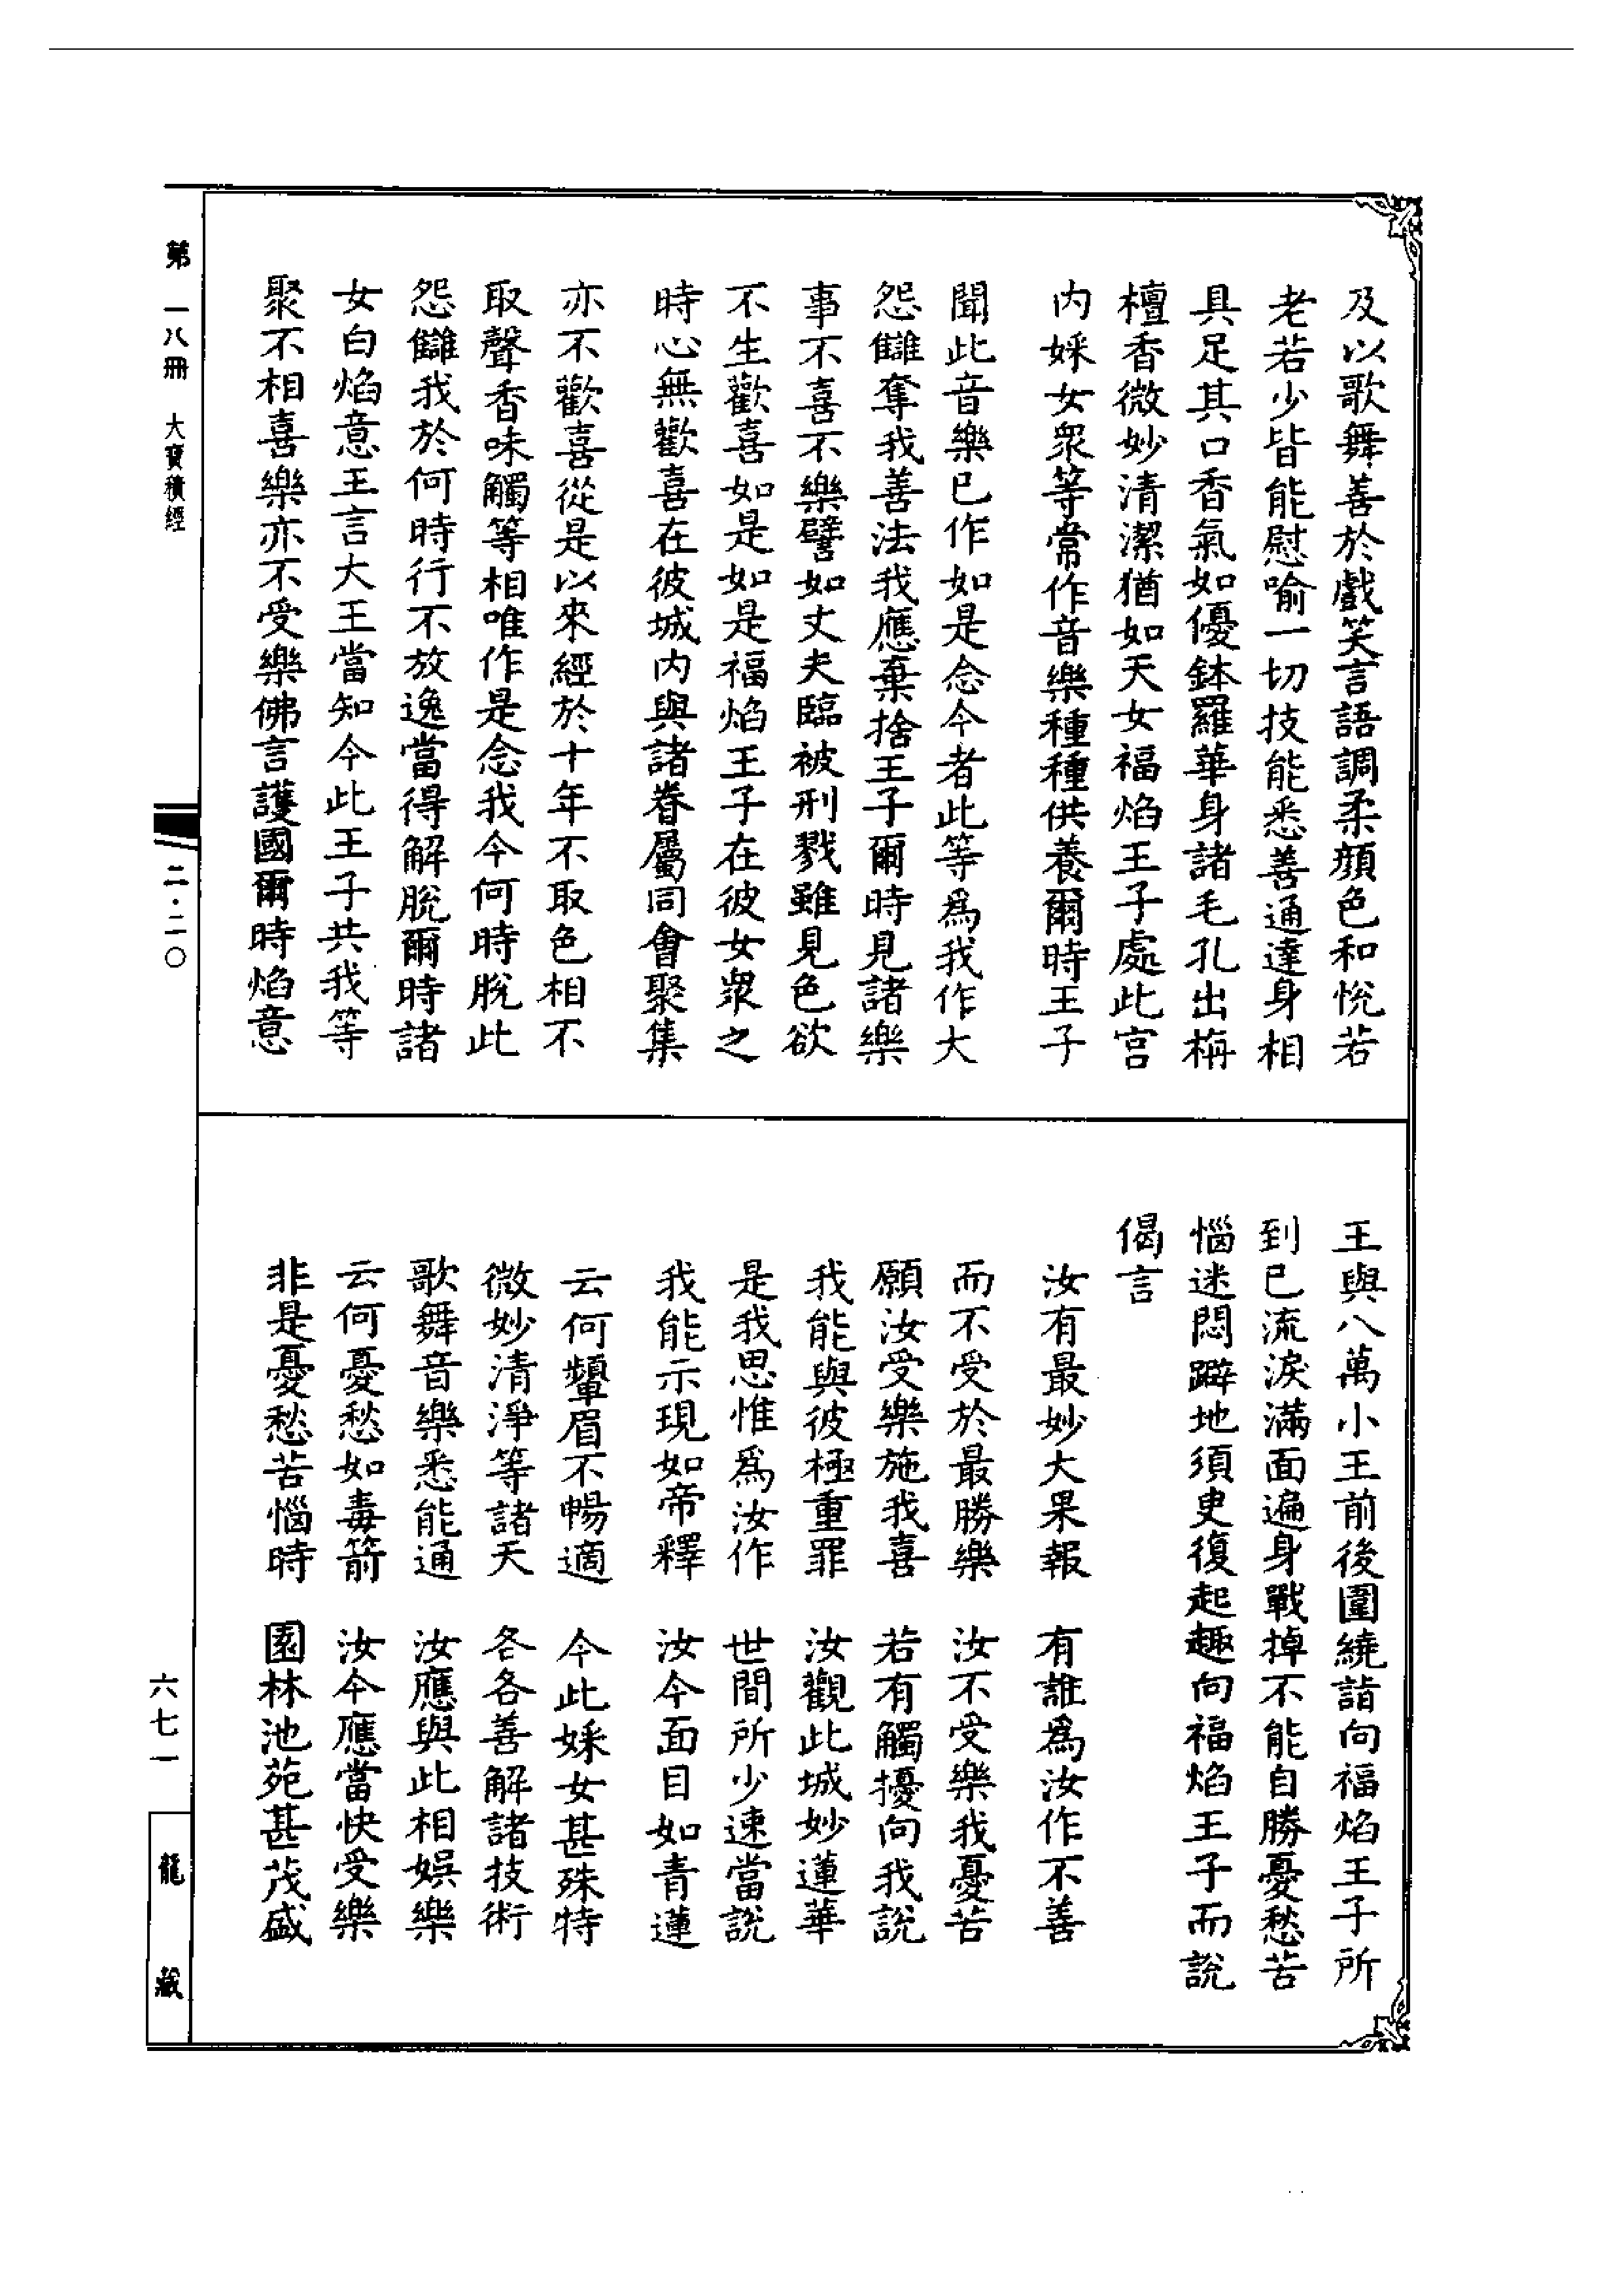 及以歌舞善於戲笑言語調柔顏色和悅若
老若少皆能慰喻一切技能悉善通達身相
具足其口香氣如優鉢羅華身諸毛孔出栴
檀香微妙清潔猶如天女福焰王子處此宮
内婇女眾等常作音樂種種供養爾時王子
聞此音樂已作如是念今者此等為我作大
怨讎奪我善法我應棄捨王子爾時見諸樂
事不喜不樂譬如丈夫臨被刑戮雖見色欲
不生歡喜如是如是福焰王子在彼女眾之
時心無歡喜在彼城内與諸眷屬同會聚集
亦不歡喜從是以來經於十年不取色相不
取聲香味觸等相唯作是念我今何時脫此
怨讎我於何時行不放逸當得解脫爾時諸
女白焰意王言大王當知今此王子共我等
聚不相喜樂亦不受樂佛言護國爾時焰意
王與八萬小王前後圍繞詣向福焰王子所
到已流淚滿面遍身戰掉不能自勝憂愁苦
惱迷悶躃地須臾復起趣向福焰王子而說
偈言
汝有最妙大果報　有誰為汝作不善
而不受於最勝樂　汝不受樂我憂苦
願汝受樂施我喜　若有觸擾向我說
我能與彼極重罪　汝觀此城妙蓮華
是我思惟為汝作　世間所少速當說
我能示現如帝釋　汝今面目如青蓮
云何顰眉不暢適　今此婇女甚殊特
微妙清淨等諸天　各各善解諸技術
歌舞音樂悉能通　汝應與此相娛樂
云何憂愁如毒箭　汝今應當快受樂
非是憂愁苦惱時　園林池苑甚茂盛
第一八冊　大寶積經
二·二〇
六七一
龍藏